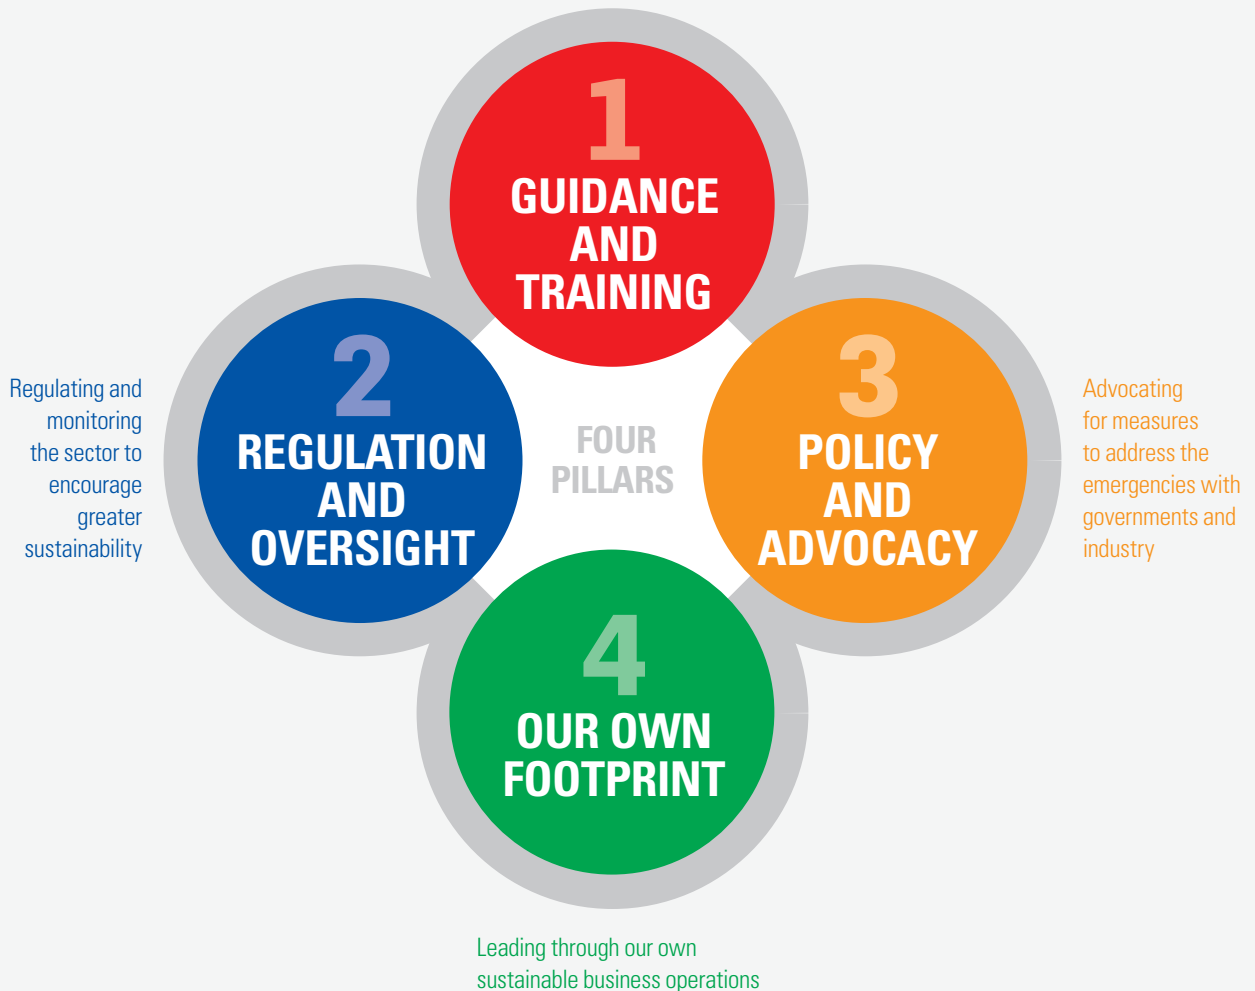 1
GUIDANCE
AND
TRAINING
2
REGULATION
AND
OVERSIGHT
Regulating and
monitoring
the sector to
encourage
greater
sustainability
FOUR
PILLARS
3
POLICY
AND
ADVOCACY
Advocating
for measures
to address the
emergencies with
governments and
industry
4
OUR OWN
FOOTPRINT
Leading through our own
sustainable business operations